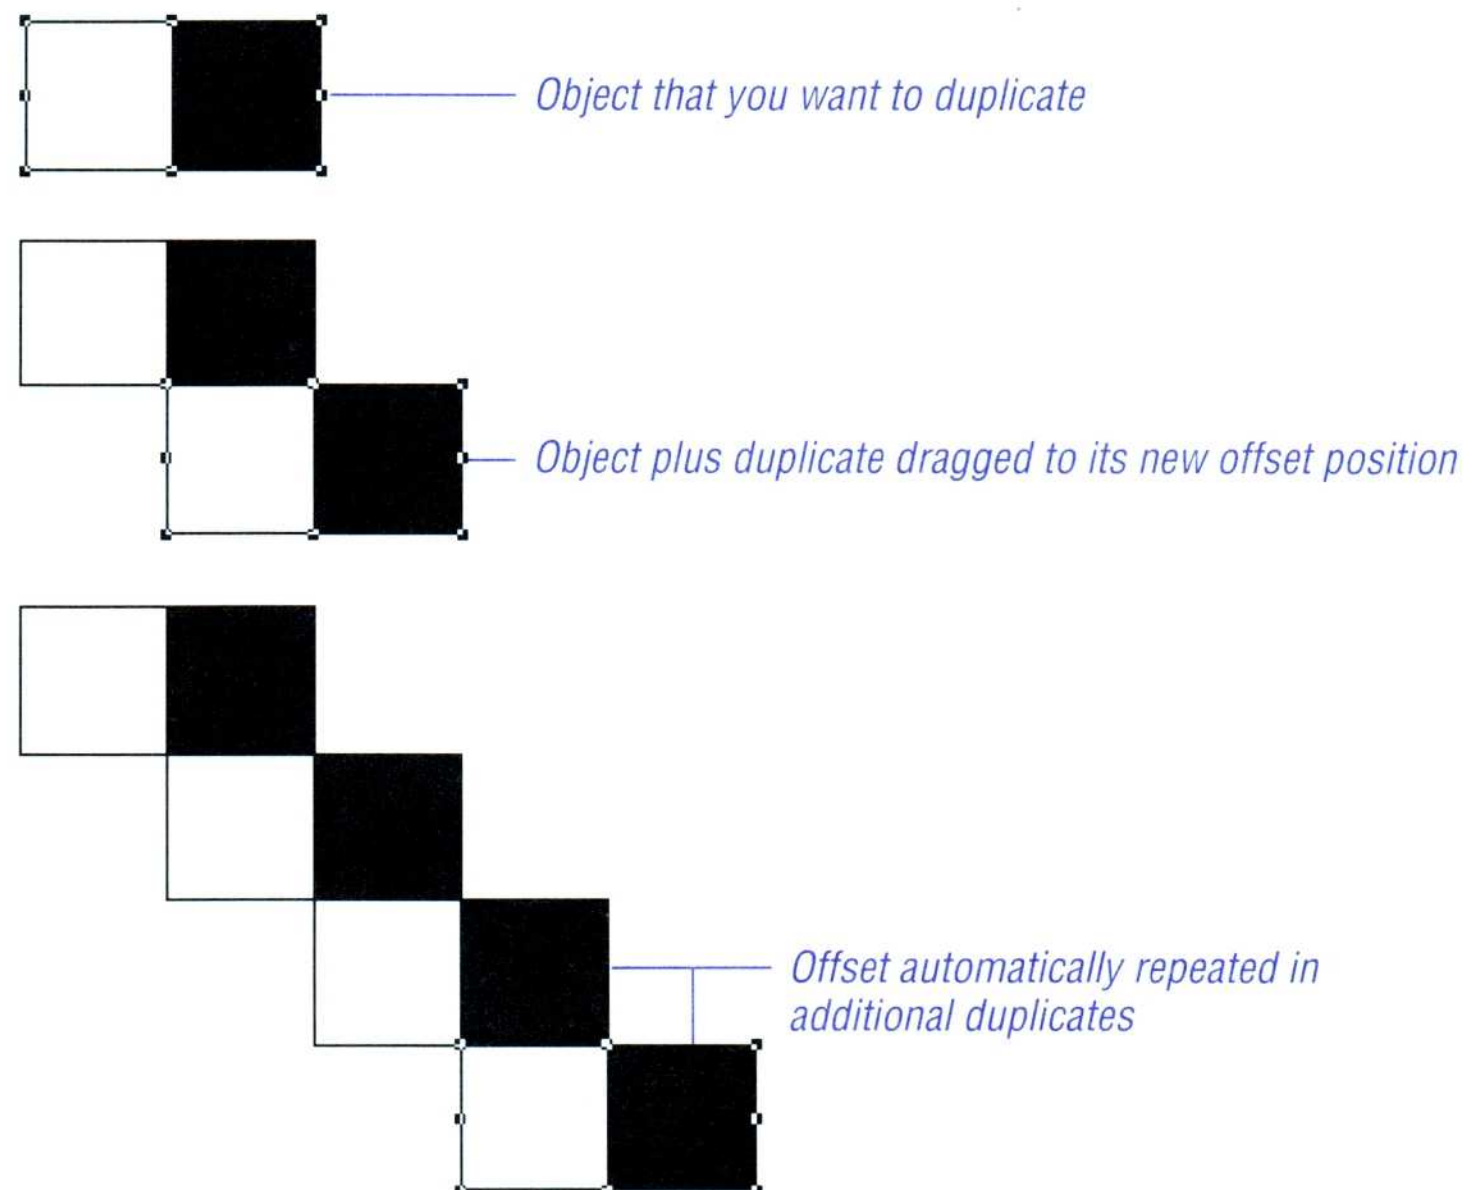 Object that you want to duplicate
Object plus duplicate dragged to its new offset position
Offset automatically repeated in
additional duplicates